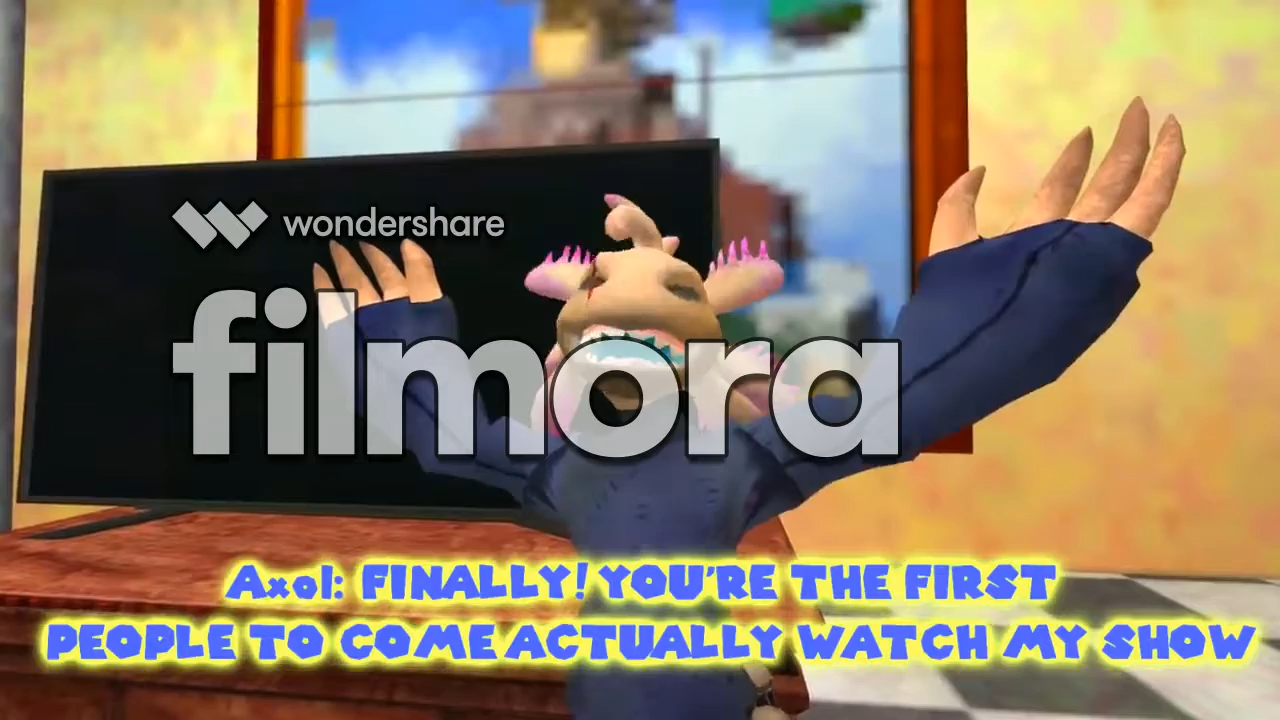 wondershare
filmora
Axol: FINALLY! YOU'RE THE FIRST
PEOPLE TO COME ACTUALLY WATCH MY SHOW